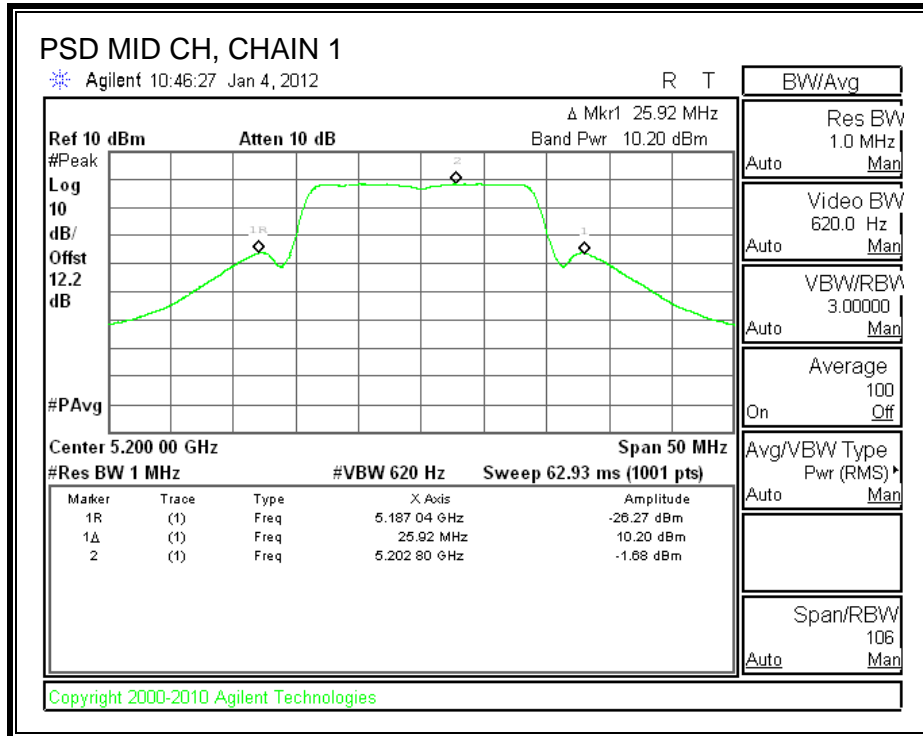 PSD MID CH, CHAIN 1
Agilent 10:46:27 Jan 4, 2012 R T
BW/Avg
Δ Mkr1 25.92 MHz
Ref 10 dBm Atten 10 dB Band Pwr 10.20 dBm
#Peak
Log
10
dB/
Offst
12.2
dB
#PAvg
1R
2
1
Center 5.200 00 GHz Span 50 MHz
#Res BW 1 MHz #VBW 620 Hz Sweep 62.93 ms (1001 pts)
Marker Trace Type X Axis Amplitude
1R (1) Freq 5.187 04 GHz -26.27 dBm
1Δ (1) Freq 25.92 MHz 10.20 dBm
2 (1) Freq 5.202 80 GHz -1.68 dBm
Res BW
1.0 MHz
Auto Man
Video BW
620.0 Hz
Auto Man
VBW/RBW
3.00000
Auto Man
Average
100
On Off
Avg/VBW Type
Pwr (RMS)
Auto Man
Span/RBW
106
Auto Man
Copyright 2000-2010 Agilent Technologies